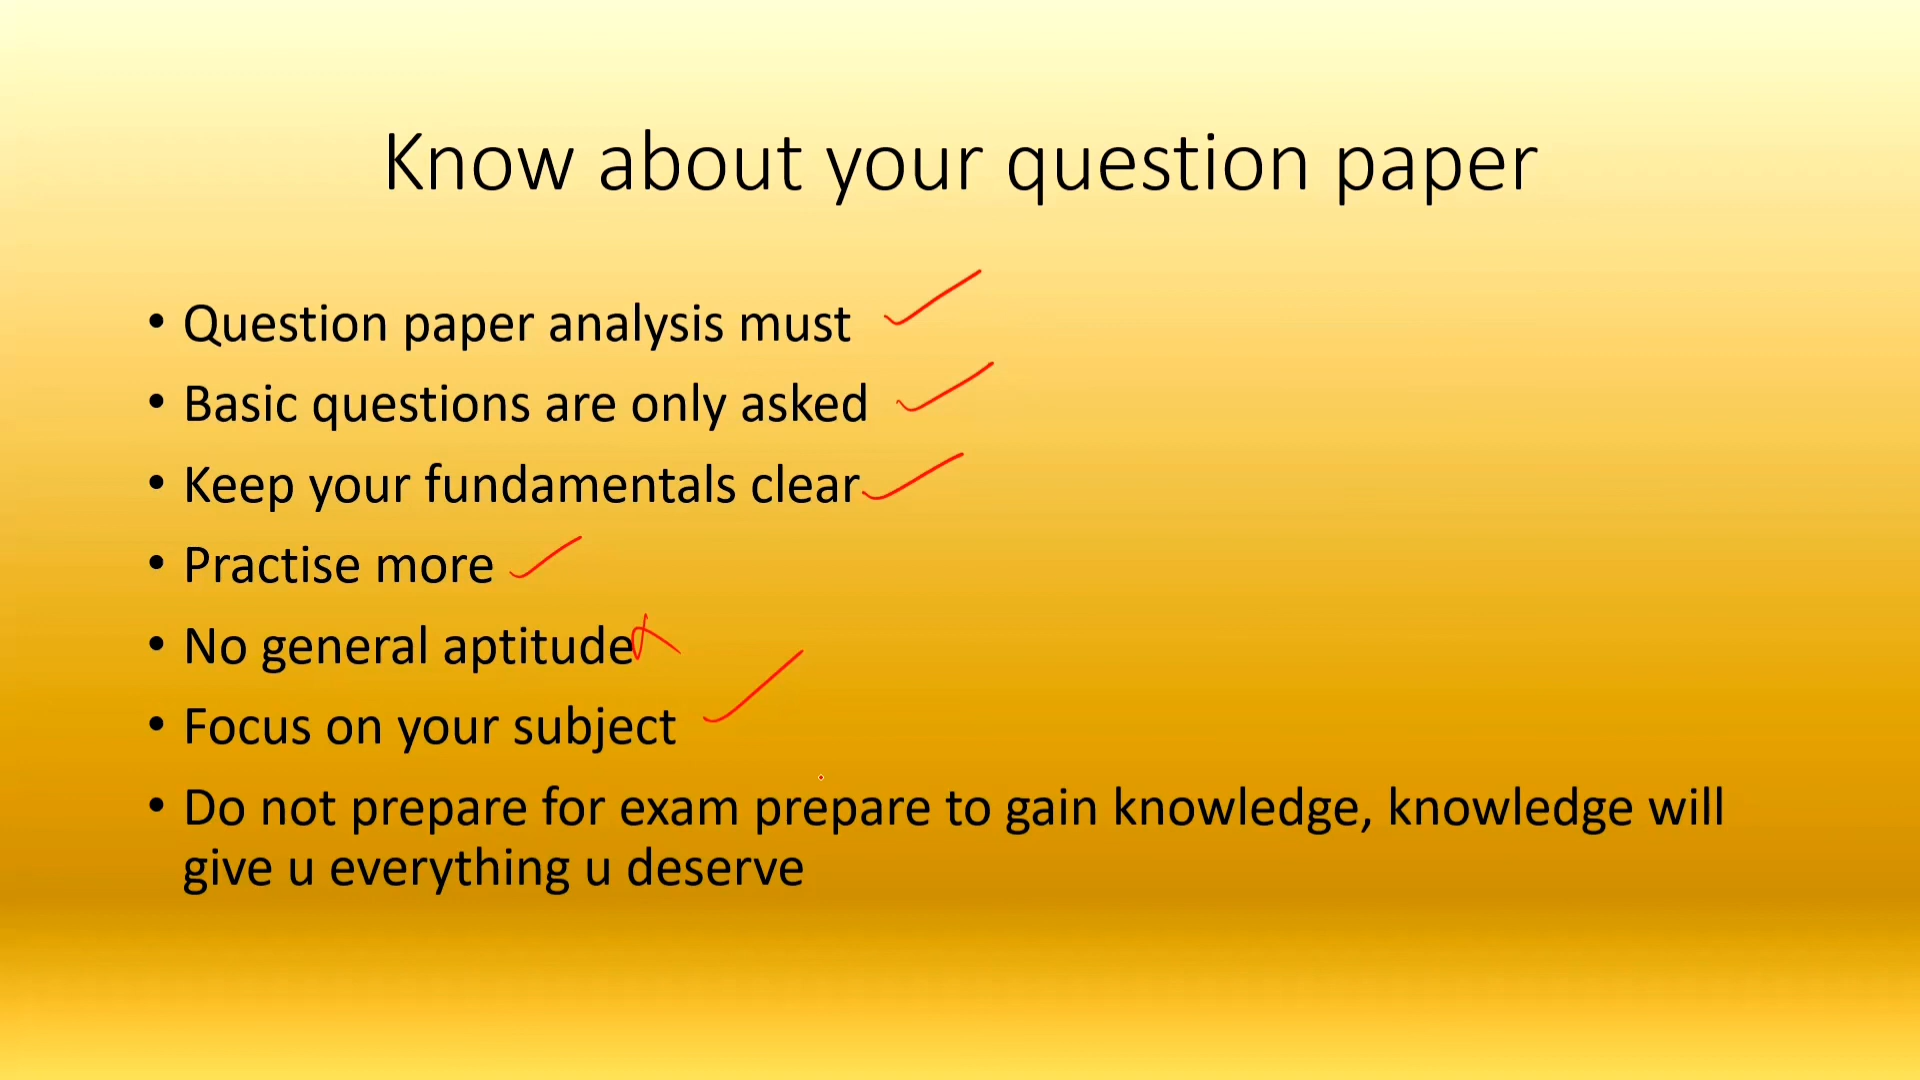 Know about your question paper
• Question paper analysis must
• Basic questions are only asked
• Keep your fundamentals clear
• Practise more
• No general aptitude
• Focus on your subject
• Do not prepare for exam prepare to gain knowledge, knowledge will
give u everything u deserve